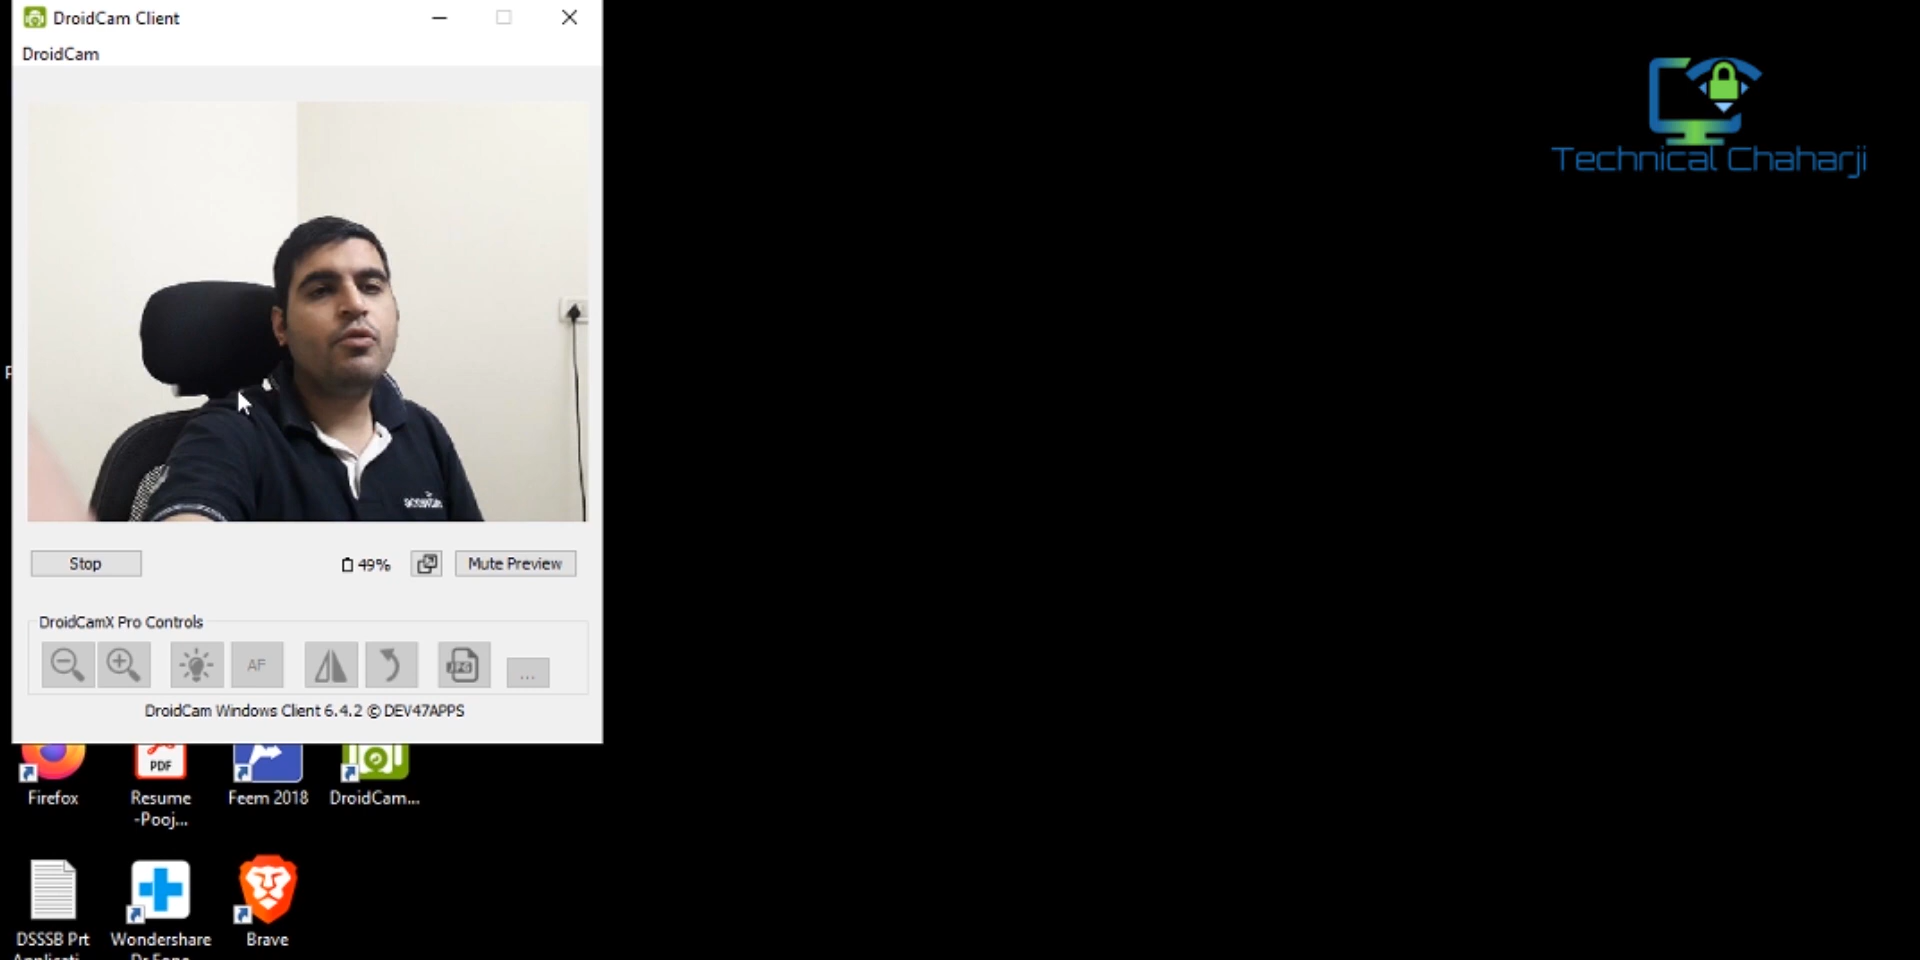 DroidCam Client
DroidCam
Technical Chaharji
Stop
49%
Mute Preview
DroidCamX Pro Controls
AF
...
DroidCam Windows Client 6.4.2 © DEV47APPS
PDF
Firefox
Resume
-Pooj...
Feem 2018
DroidCam...
DSSSB Prt
Wondershare
Brave